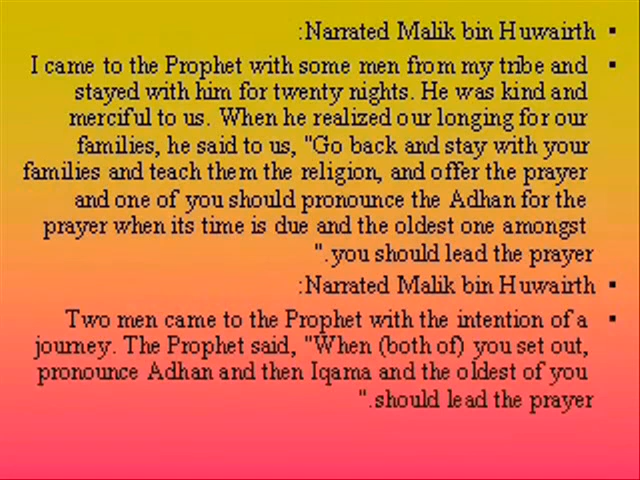 :Narrated Malik bin Huwairth ▪
I came to the Prophet with some men from my tribe and ▪
stayed with him for twenty nights. He was kind and
merciful to us. When he realized our longing for our
families, he said to us, "Go back and stay with your
families and teach them the religion, and offer the prayer
and one of you should pronounce the Adhan for the
prayer when its time is due and the oldest one amongst
".you should lead the prayer
:Narrated Malik bin Huwairth ▪
Two men came to the Prophet with the intention of a ▪
journey. The Prophet said, "When (both of) you set out,
pronounce Adhan and then Iqama and the oldest of you
".should lead the prayer